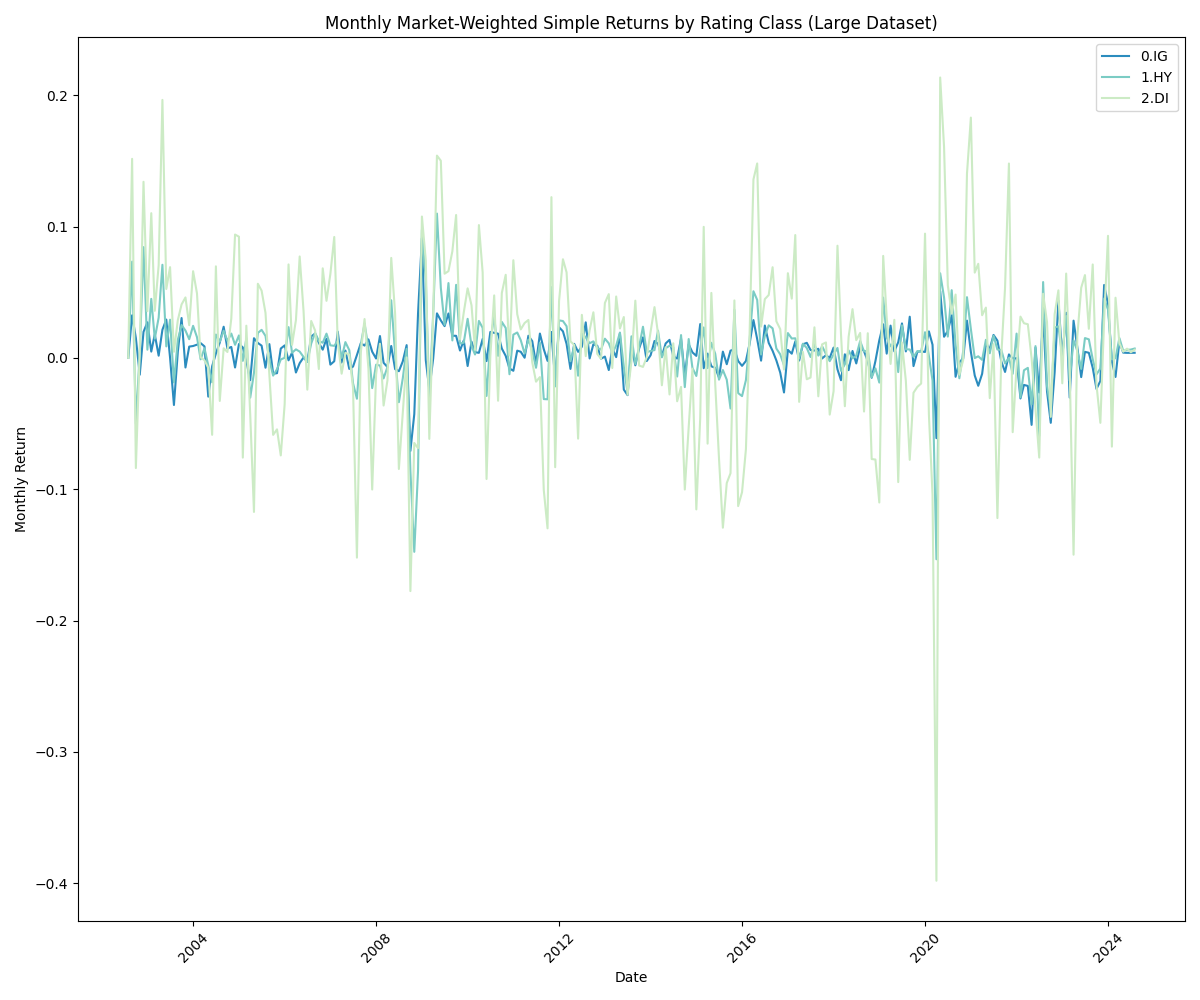 Monthly Market-Weighted Simple Returns by Rating Class (Large Dataset)
0.IG
1.HY
2.DI
0.2
0.1
0.0
−0.1
−0.2
−0.3
−0.4
Monthly Return
2004
2008
2012
2016
2020
2024
Date